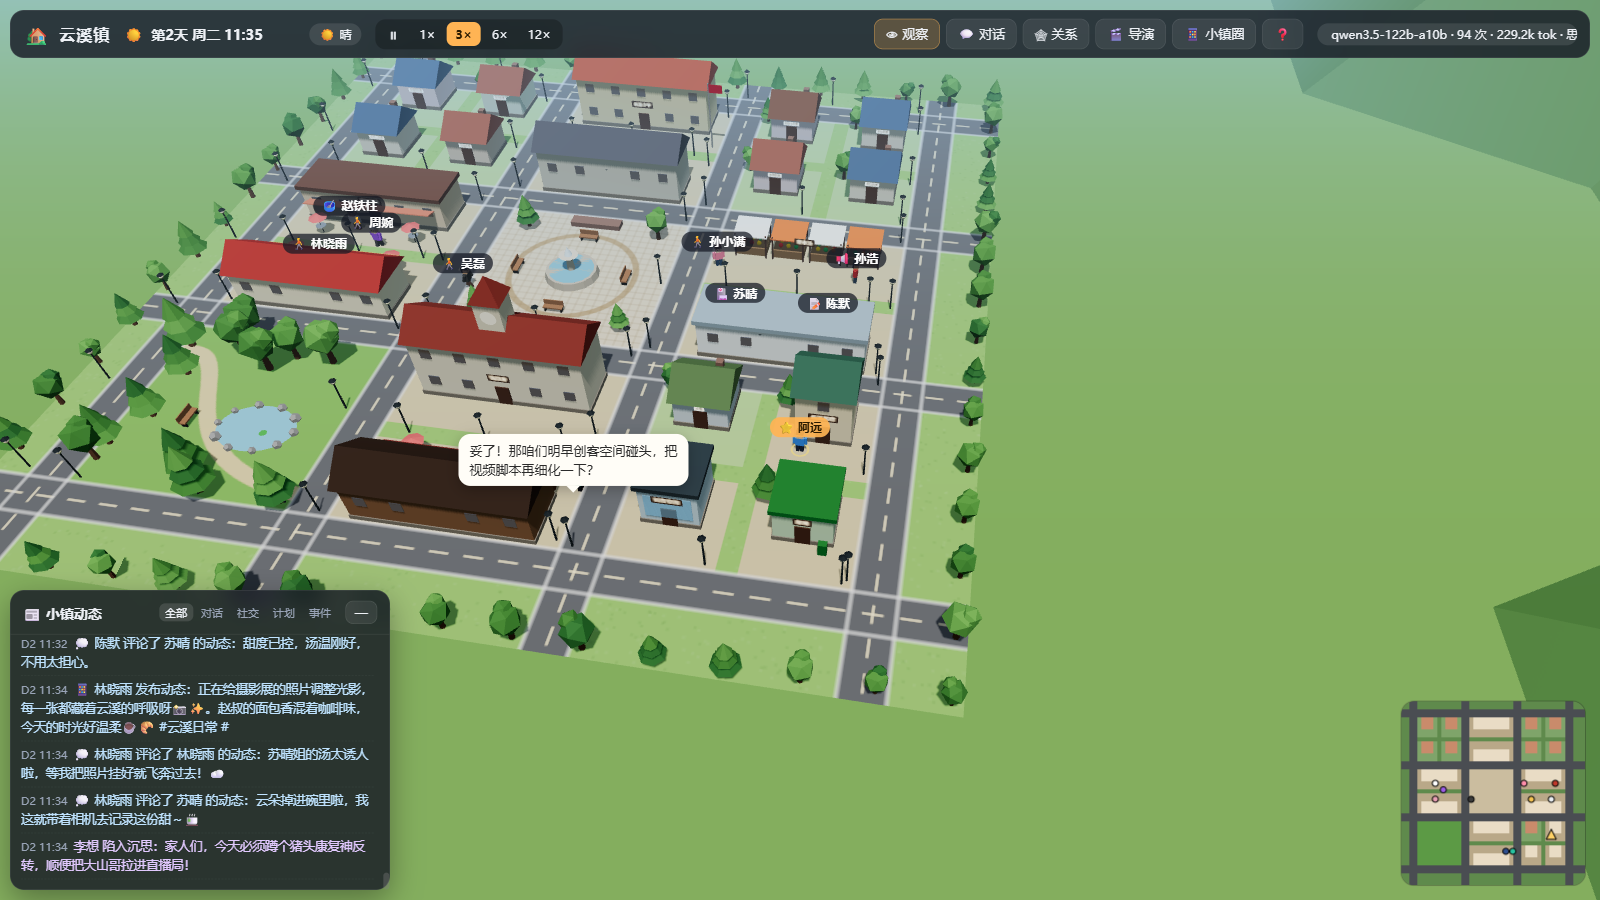 云溪镇
第2天 周二 11:35
晴
1×
3×
6×
12×
观察
对话
关系
导演
小镇圈
?
qwen3.5-122b-a10b · 94 次 · 229.2k tok · 思
赵铁柱
周婉
林晓雨
吴磊
孙小满
孙浩
苏晴
陈默
阿远
妥了！那咱们明早创客空间碰头，把
视频脚本再细化一下？
小镇动态
全部 对话 社交 计划 事件 —
D2 11:32 陈默 评论了 苏晴 的动态：甜度已控，汤温刚好，
不用太担心。
D2 11:34 林晓雨 发布动态：正在给摄影展的照片调整光影，
每一张都藏着云溪的呼吸呀📷✨。赵叔的面包香混着咖啡味，
今天的时光好温柔☕🥐 #云溪日常 #
D2 11:34 林晓雨 评论了 林晓雨 的动态：苏晴姐的汤太诱人
啦，等我把照片挂好就飞奔过去！☁️
D2 11:34 林晓雨 评论了 苏晴 的动态：云朵掉进碗里啦，我
这就带着相机去记录这份甜～
D2 11:34 李想 陷入沉思：家人们，今天必须蹲个猪头康复神反
转，顺便把大山哥拉进直播局！